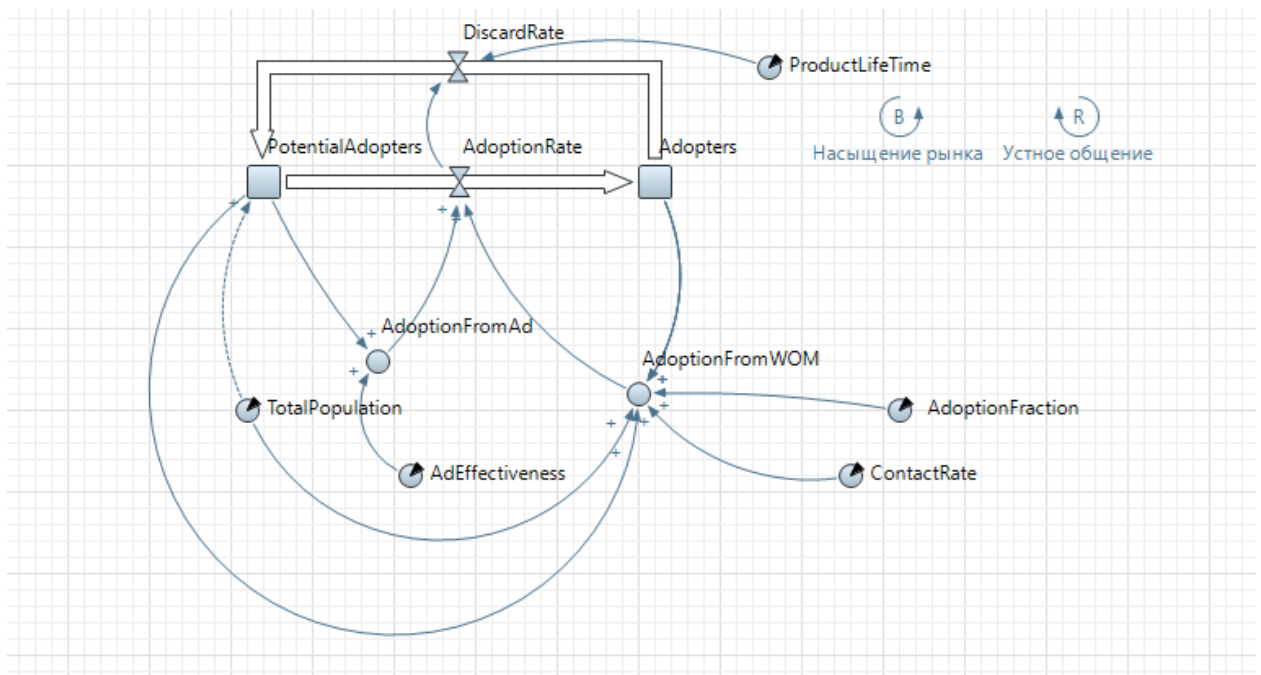 DiscardRate
ProductLifeTime
B
R
PotentialAdopters
AdoptionRate
Adopters
Насыщение рынка
Устное общение
+
+
+
+
AdoptionFromAd
+
AdoptionFromWOM
+
+
TotalPopulation
AdoptionFraction
+
+
+
AdEffectiveness
ContactRate